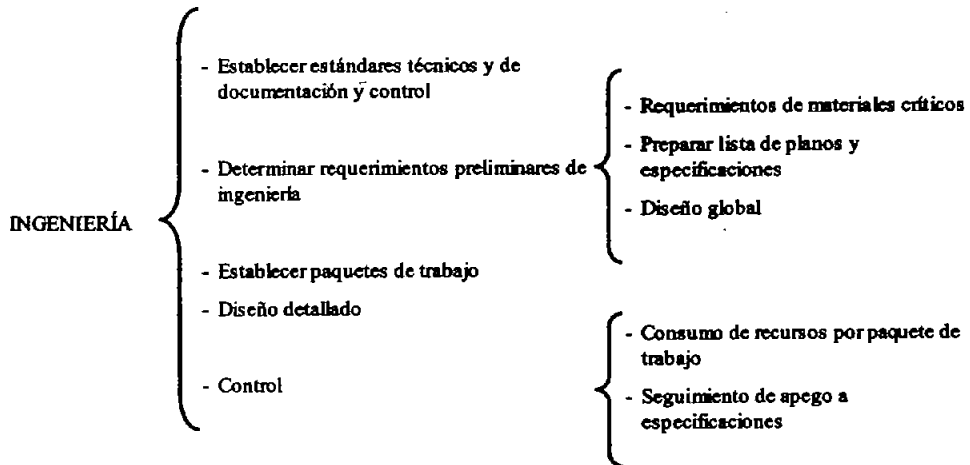 INGENIERÍA
- Establecer estándares técnicos y de
documentación y control
- Determinar requerimientos preliminares de
ingeniería
- Requerimientos de materiales críticos
- Preparar lista de planos y
especificaciones
- Diseño global
- Establecer paquetes de trabajo
- Diseño detallado
- Control
- Consumo de recursos por paquete de
trabajo
- Seguimiento de apego a
especificaciones